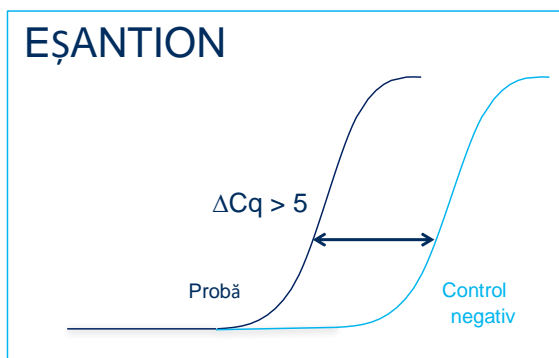 EȘANTION
ΔCq > 5
Probă
Control
negativ